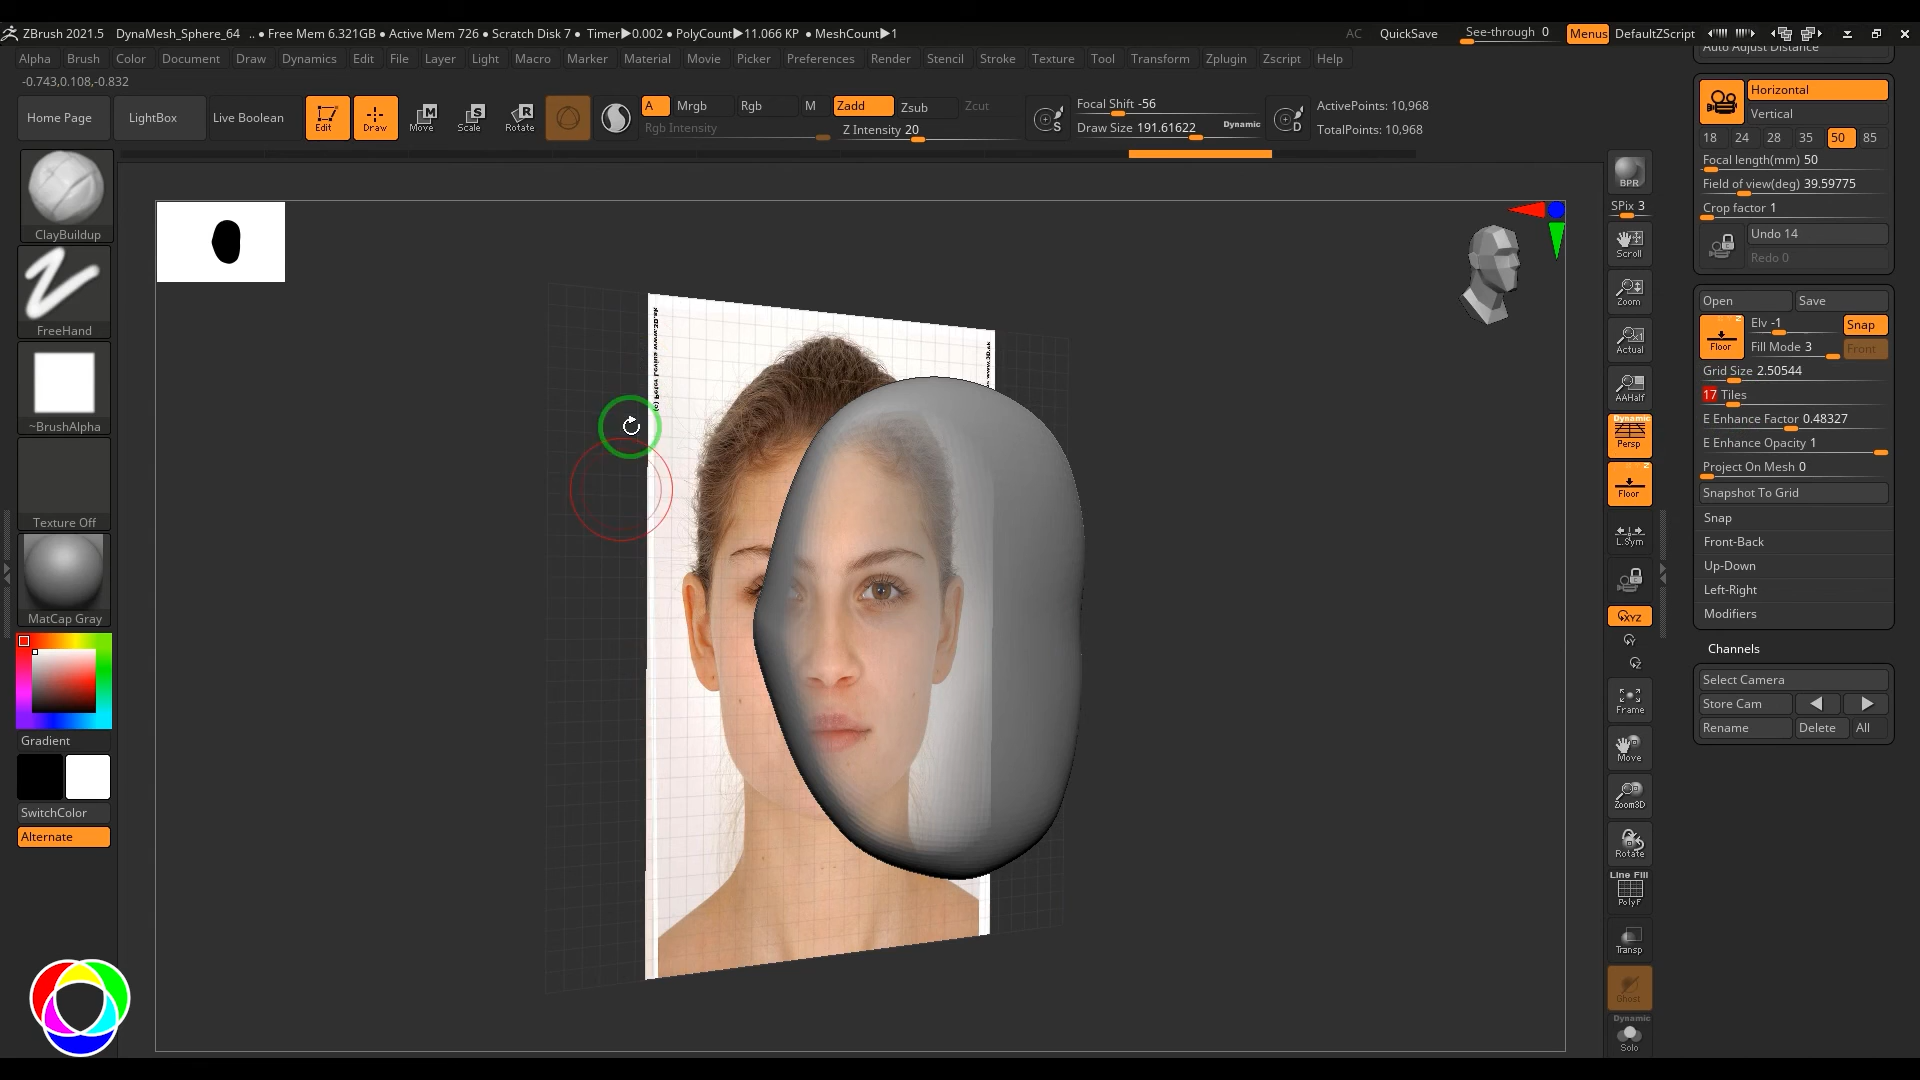 ZBrush 2021.5 DynaMesh_Sphere_64 .. ● Free Mem 6.321GB ● Active Mem 726 ● Scratch Disk 7 ● Timer▶0.002 ● PolyCount▶11.066 KP ● MeshCount▶1 AC QuickSave See-through 0 Menus DefaultZScript
Alpha Brush Color Document Draw Dynamics Edit File Layer Light Macro Marker Material Movie Picker Preferences Render Stencil Stroke Texture Tool Transform Zplugin Zscript Help
-0.743,0.108,-0.832
Home Page LightBox Live Boolean Edit Draw Move Scale Rotate
A Mrgb Rgb M Zadd Zsub Zcut
Rgb Intensity Z Intensity 20
S Focal Shift -56
Draw Size 191.61622 Dynamic D
ActivePoints: 10,968
TotalPoints: 10,968
ClayBuildup
FreeHand
~BrushAlpha
Texture Off
MatCap Gray
Gradient
SwitchColor
Alternate
BPR
SPix 3
Scroll
Zoom
Actual
AAHalf
Dynamic
Persp
Floor
L.Sym
XYZ
Y
Z
Frame
Move
Zoom3D
Rotate
Line Fill
PolyF
Transp
Ghost
Dynamic
Solo
Auto Adjust Distance
Horizontal
Vertical
18 24 28 35 50 85
Focal length(mm) 50
Field of view(deg) 39.59775
Crop factor 1
Undo 14
Redo 0
Open Save
Floor Elv -1 Snap
Fill Mode 3 Front
Grid Size 2.50544
17 Tiles
E Enhance Factor 0.48327
E Enhance Opacity 1
Project On Mesh 0
Snapshot To Grid
Snap
Front-Back
Up-Down
Left-Right
Modifiers
Channels
Select Camera
Store Cam
Rename Delete All